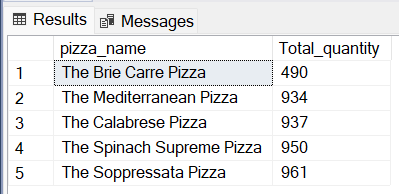 Results Messages
pizza_name Total_quantity
1 The Brie Carre Pizza 490
2 The Mediterranean Pizza 934
3 The Calabrese Pizza 937
4 The Spinach Supreme Pizza 950
5 The Soppressata Pizza 961